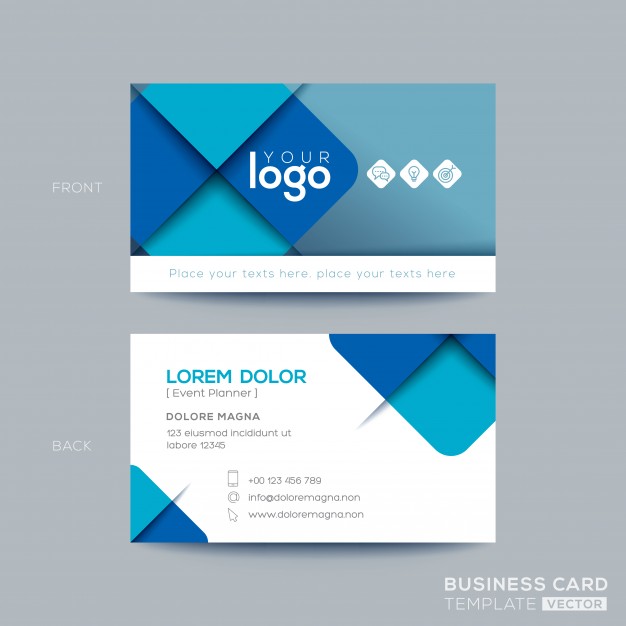 FRONT
YOUR
logo
Place your texts here. place your texts here
BACK
LOREM DOLOR
[ Event Planner ]
DOLORE MAGNA
123 eiusmod incididunt ut
labore 12345
+00 123 456 789
info@doloremagna.non
www.doloremagna.non
BUSINESS CARD
TEMPLATE VECTOR